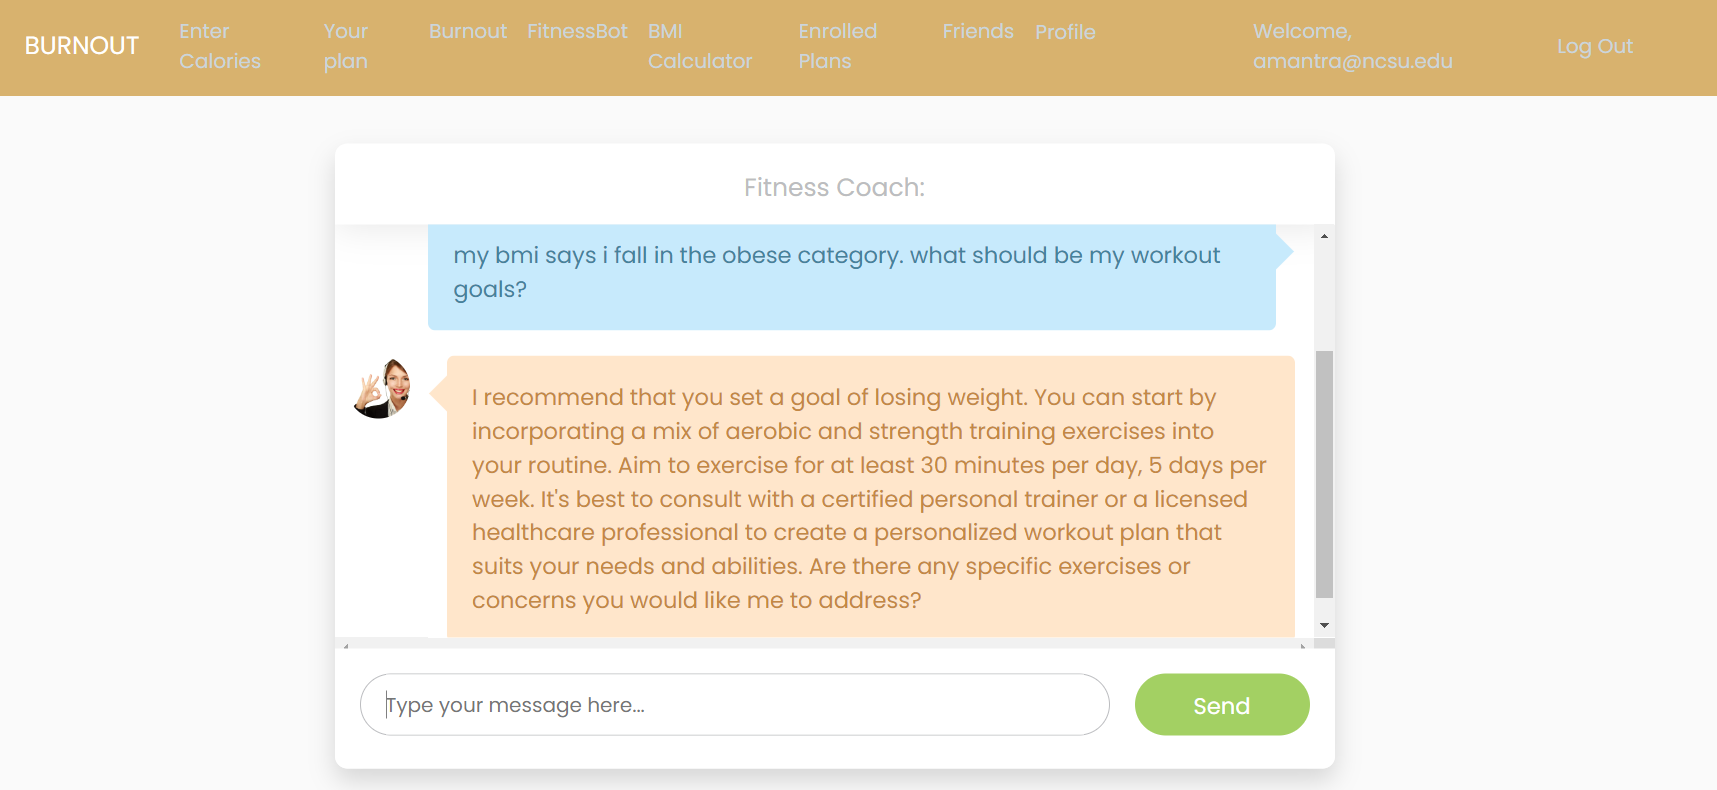 BURNOUT
Enter
Calories
Your
plan
Burnout
FitnessBot
BMI
Calculator
Enrolled
Plans
Friends
Profile
Welcome,
amantra@ncsu.edu
Log Out
Fitness Coach:
my bmi says i fall in the obese category. what should be my workout
goals?
I recommend that you set a goal of losing weight. You can start by
incorporating a mix of aerobic and strength training exercises into
your routine. Aim to exercise for at least 30 minutes per day, 5 days per
week. It's best to consult with a certified personal trainer or a licensed
healthcare professional to create a personalized workout plan that
suits your needs and abilities. Are there any specific exercises or
concerns you would like me to address?
Type your message here...
Send